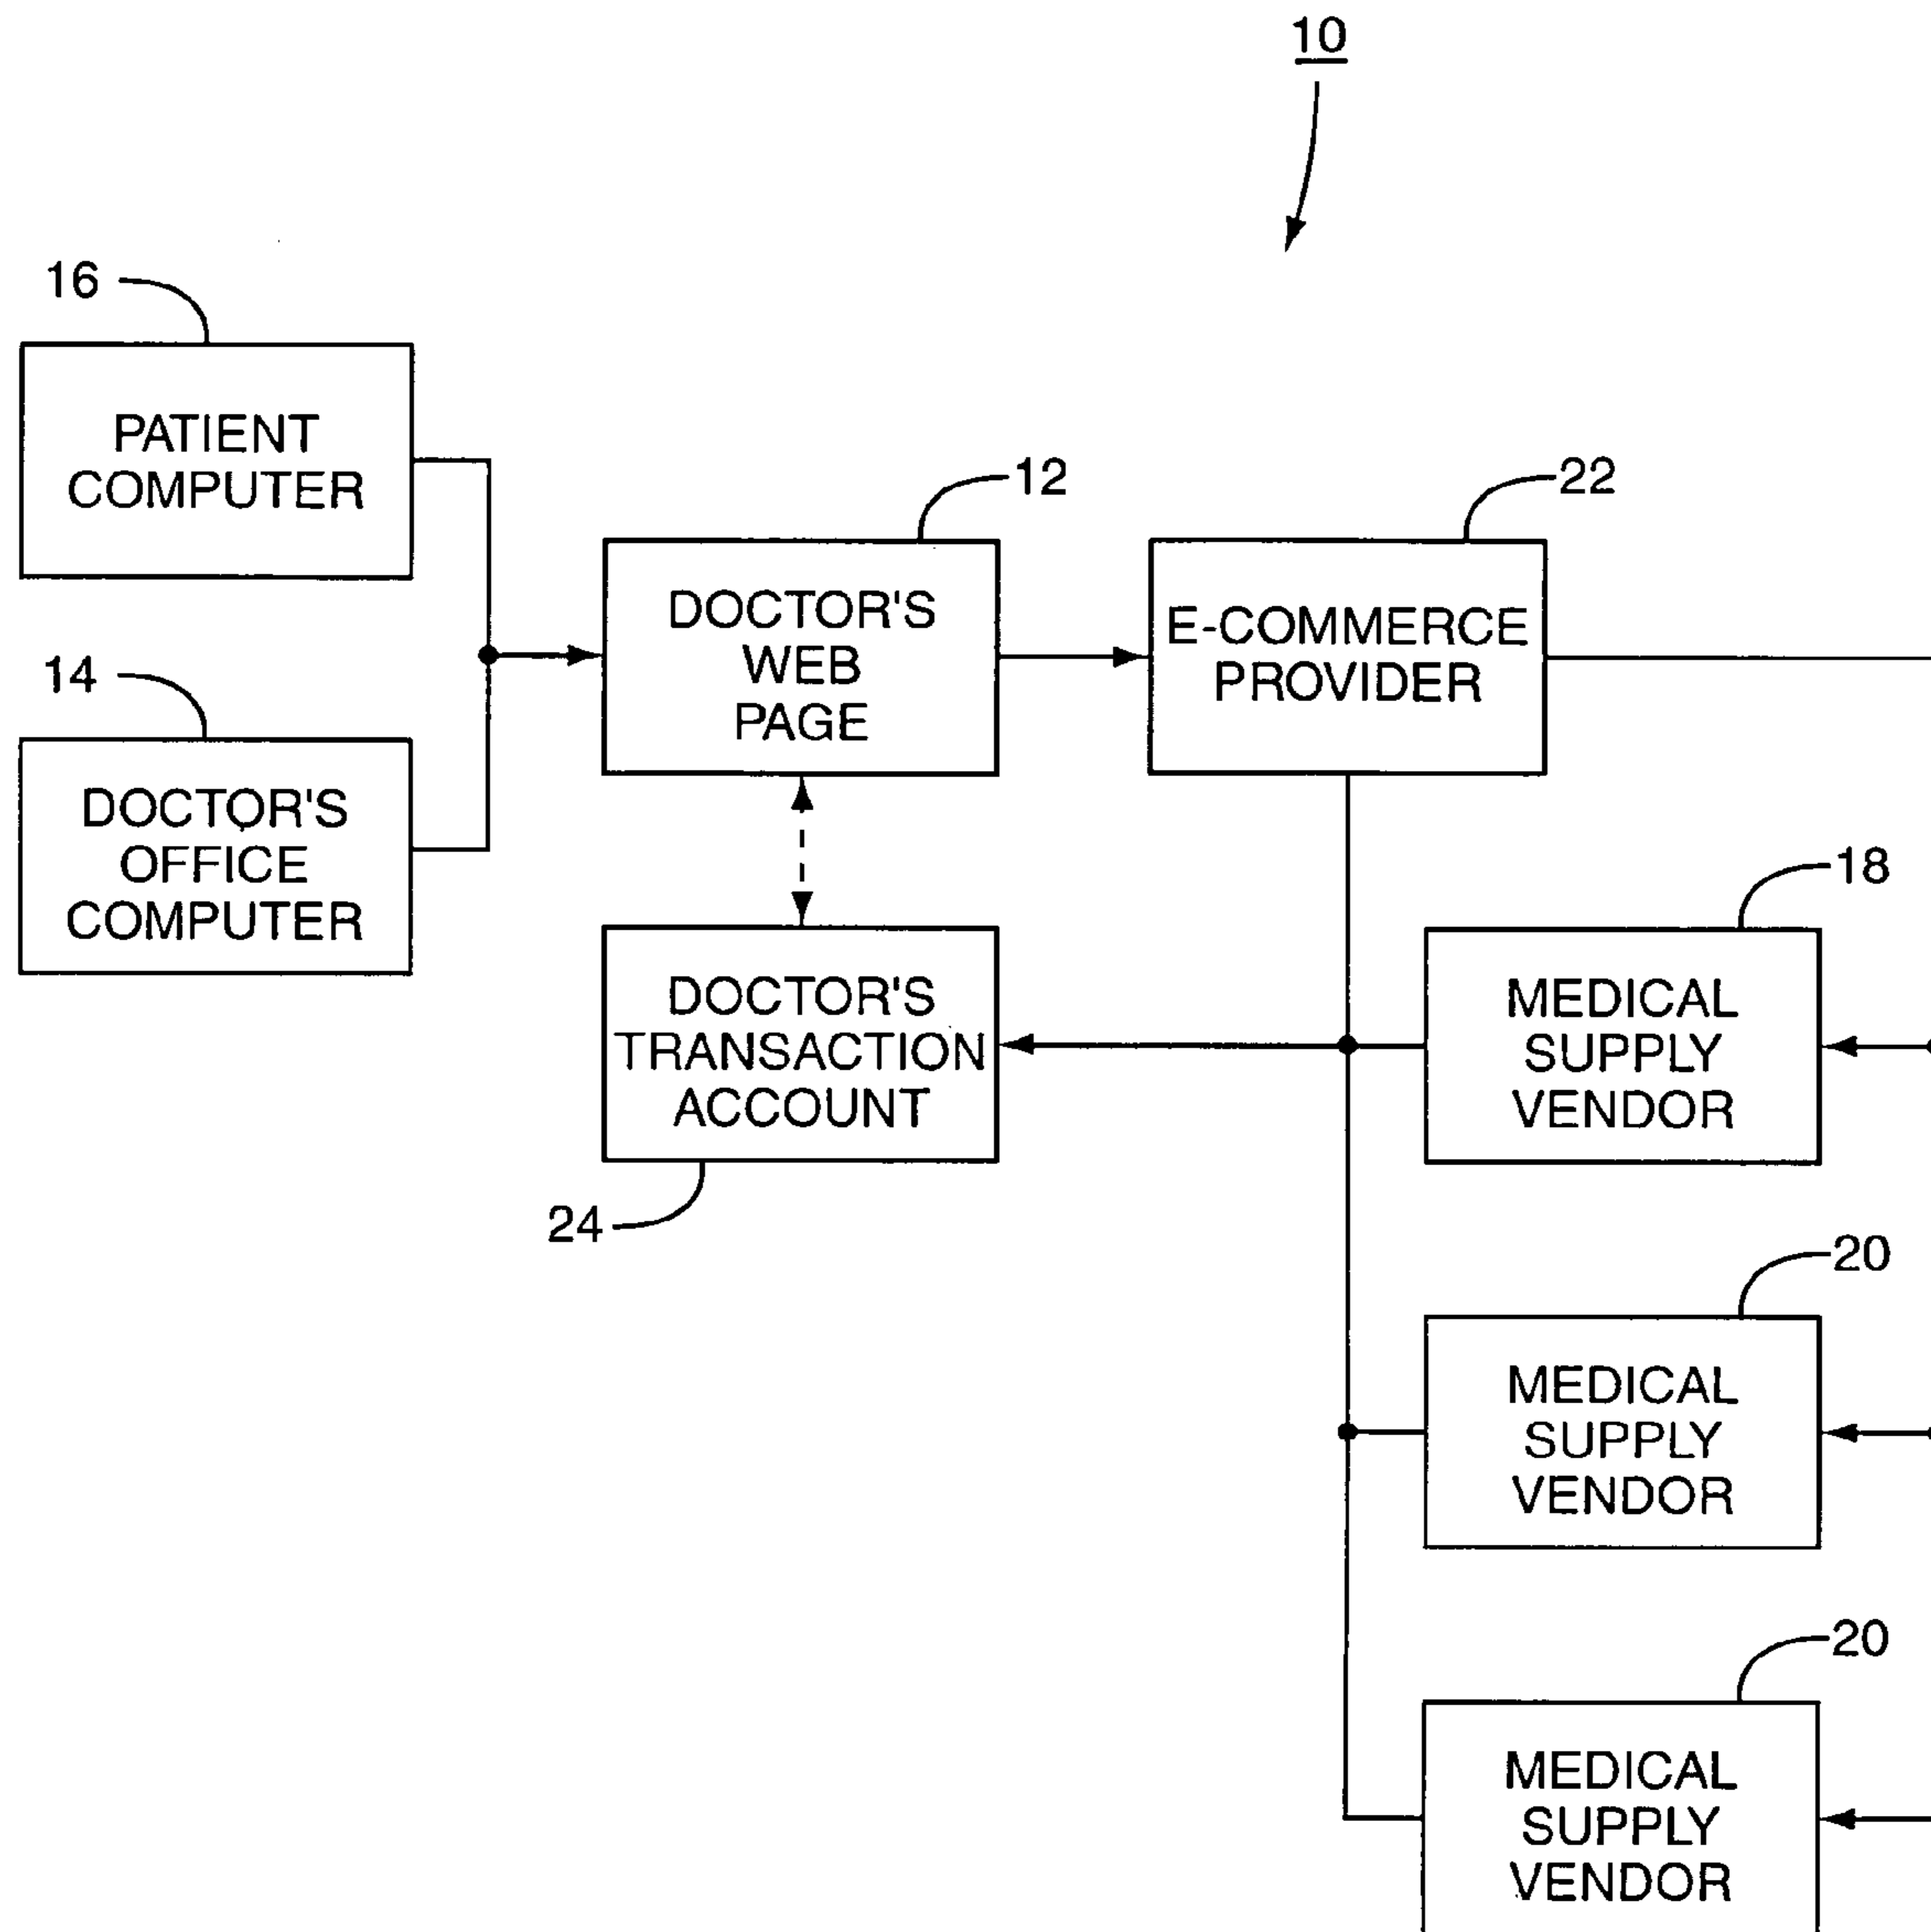 10
16
PATIENT
COMPUTER
12
22
DOCTOR'S
WEB
PAGE
E-COMMERCE
PROVIDER
14
DOCTOR'S
OFFICE
COMPUTER
18
DOCTOR'S
TRANSACTION
ACCOUNT
MEDICAL
SUPPLY
VENDOR
24
20
MEDICAL
SUPPLY
VENDOR
20
MEDICAL
SUPPLY
VENDOR